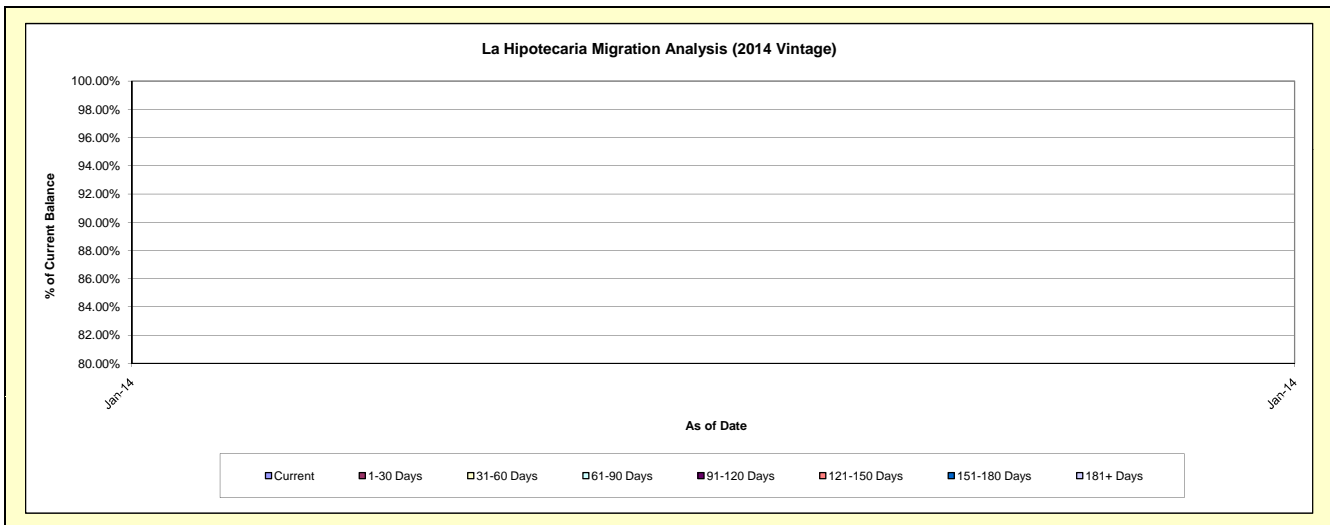 La Hipotecaria Migration Analysis (2014 Vintage)
100.00%
98.00%
96.00%
94.00%
92.00%
90.00%
88.00%
86.00%
84.00%
82.00%
80.00%
% of Current Balance
Jan-14
Jan-14
As of Date
Current 1-30 Days 31-60 Days 61-90 Days 91-120 Days 121-150 Days 151-180 Days 181+ Days